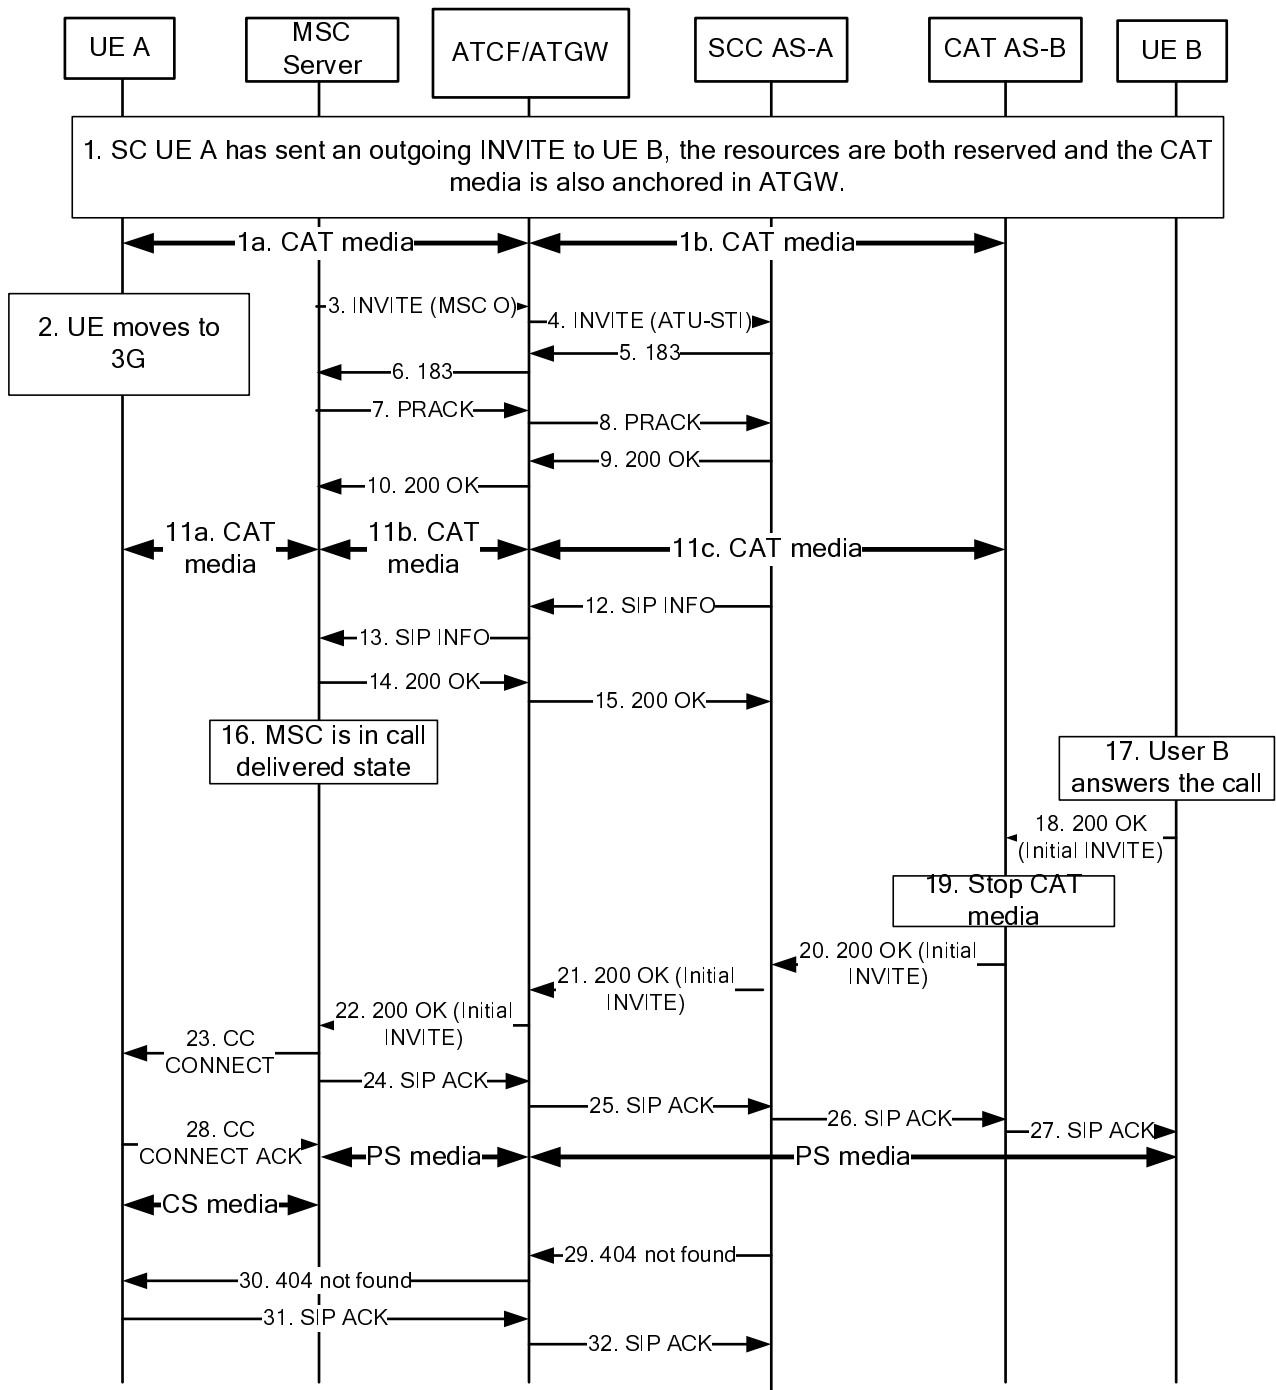 UE A
MSC
Server
ATCF/ATGW
SCC AS-A
CAT AS-B
UE B
1. SC UE A has sent an outgoing INVITE to UE B, the resources are both reserved and the CAT
media is also anchored in ATGW.
1a. CAT media
1b. CAT media
2. UE moves to
3G
3. INVITE (MSC O)
4. INVITE (ATU-STI)
5. 183
6. 183
7. PRACK
8. PRACK
9. 200 OK
10. 200 OK
11a. CAT
media
11b. CAT
media
11c. CAT media
12. SIP INFO
13. SIP INFO
14. 200 OK
15. 200 OK
16. MSC is in call
delivered state
17. User B
answers the call
18. 200 OK
(Initial INVITE)
19. Stop CAT
media
20. 200 OK (Initial
INVITE)
21. 200 OK (Initial
INVITE)
22. 200 OK (Initial
INVITE)
23. CC
CONNECT
24. SIP ACK
25. SIP ACK
26. SIP ACK
27. SIP ACK
28. CC
CONNECT ACK
PS media
PS media
CS media
29. 404 not found
30. 404 not found
31. SIP ACK
32. SIP ACK